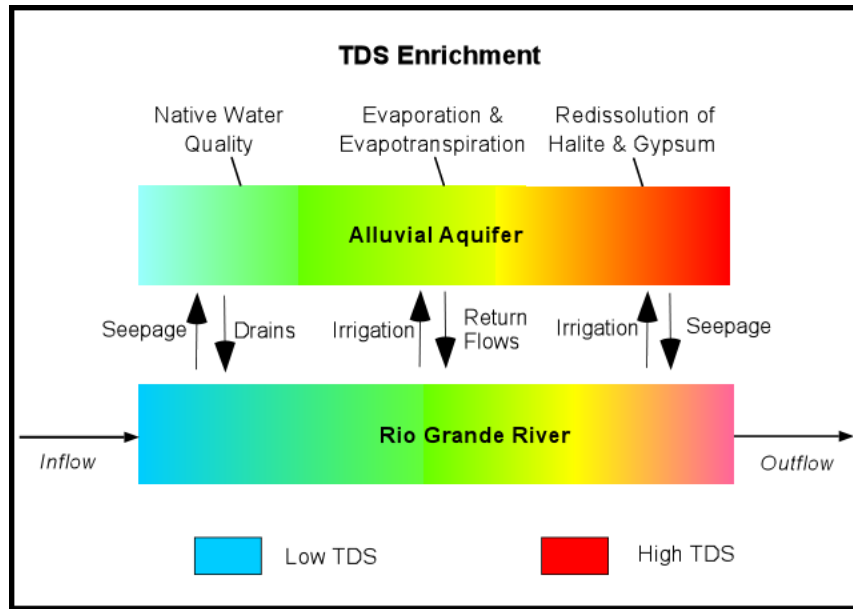 TDS Enrichment
Native Water
Quality
Evaporation &
Evapotranspiration
Redissolution of
Halite & Gypsum
Alluvial Aquifer
Seepage
Drains
Irrigation
Return
Flows
Irrigation
Seepage
Rio Grande River
Inflow
Outflow
Low TDS
High TDS